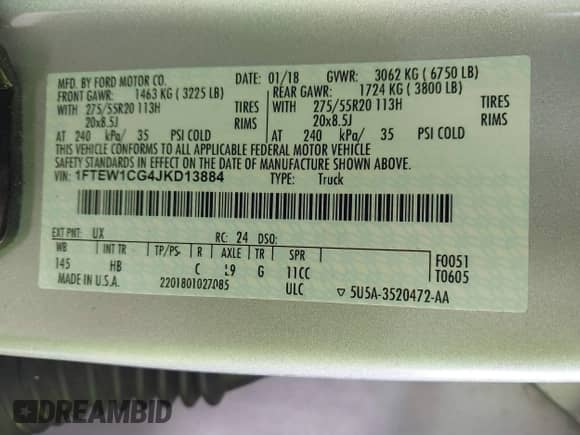 MFD. BY FORD MOTOR CO. DATE: 01/18 GVWR: 3062 KG ( 6750 LB)
FRONT GAWR: 1463 KG ( 3225 LB) REAR GAWR: 1724 KG ( 3800 LB)
WITH 275/55R20 113H TIRES WITH 275/55R20 113H TIRES
20x8.5J RIMS 20x8.5J RIMS
AT 240 kPa/ 35 PSI COLD AT 240 kPa/ 35 PSI COLD
THIS VEHICLE CONFORMS TO ALL APPLICABLE FEDERAL MOTOR VEHICLE
SAFETY STANDARDS IN EFFECT ON THE DATE OF MANUFACTURE SHOWN ABOVE.
VIN: 1FTEW1CG4JKD13884 TYPE: Truck
EXT PNT: UX RC: 24 DSO:
WB INT TR TP/PS R AXLE TR SPR F0051
145 HB C L9 G 11CC T0605
MADE IN U.S.A. 2201801027085 ULC ▽ 5U5A-3520472-AA
DREAMBID